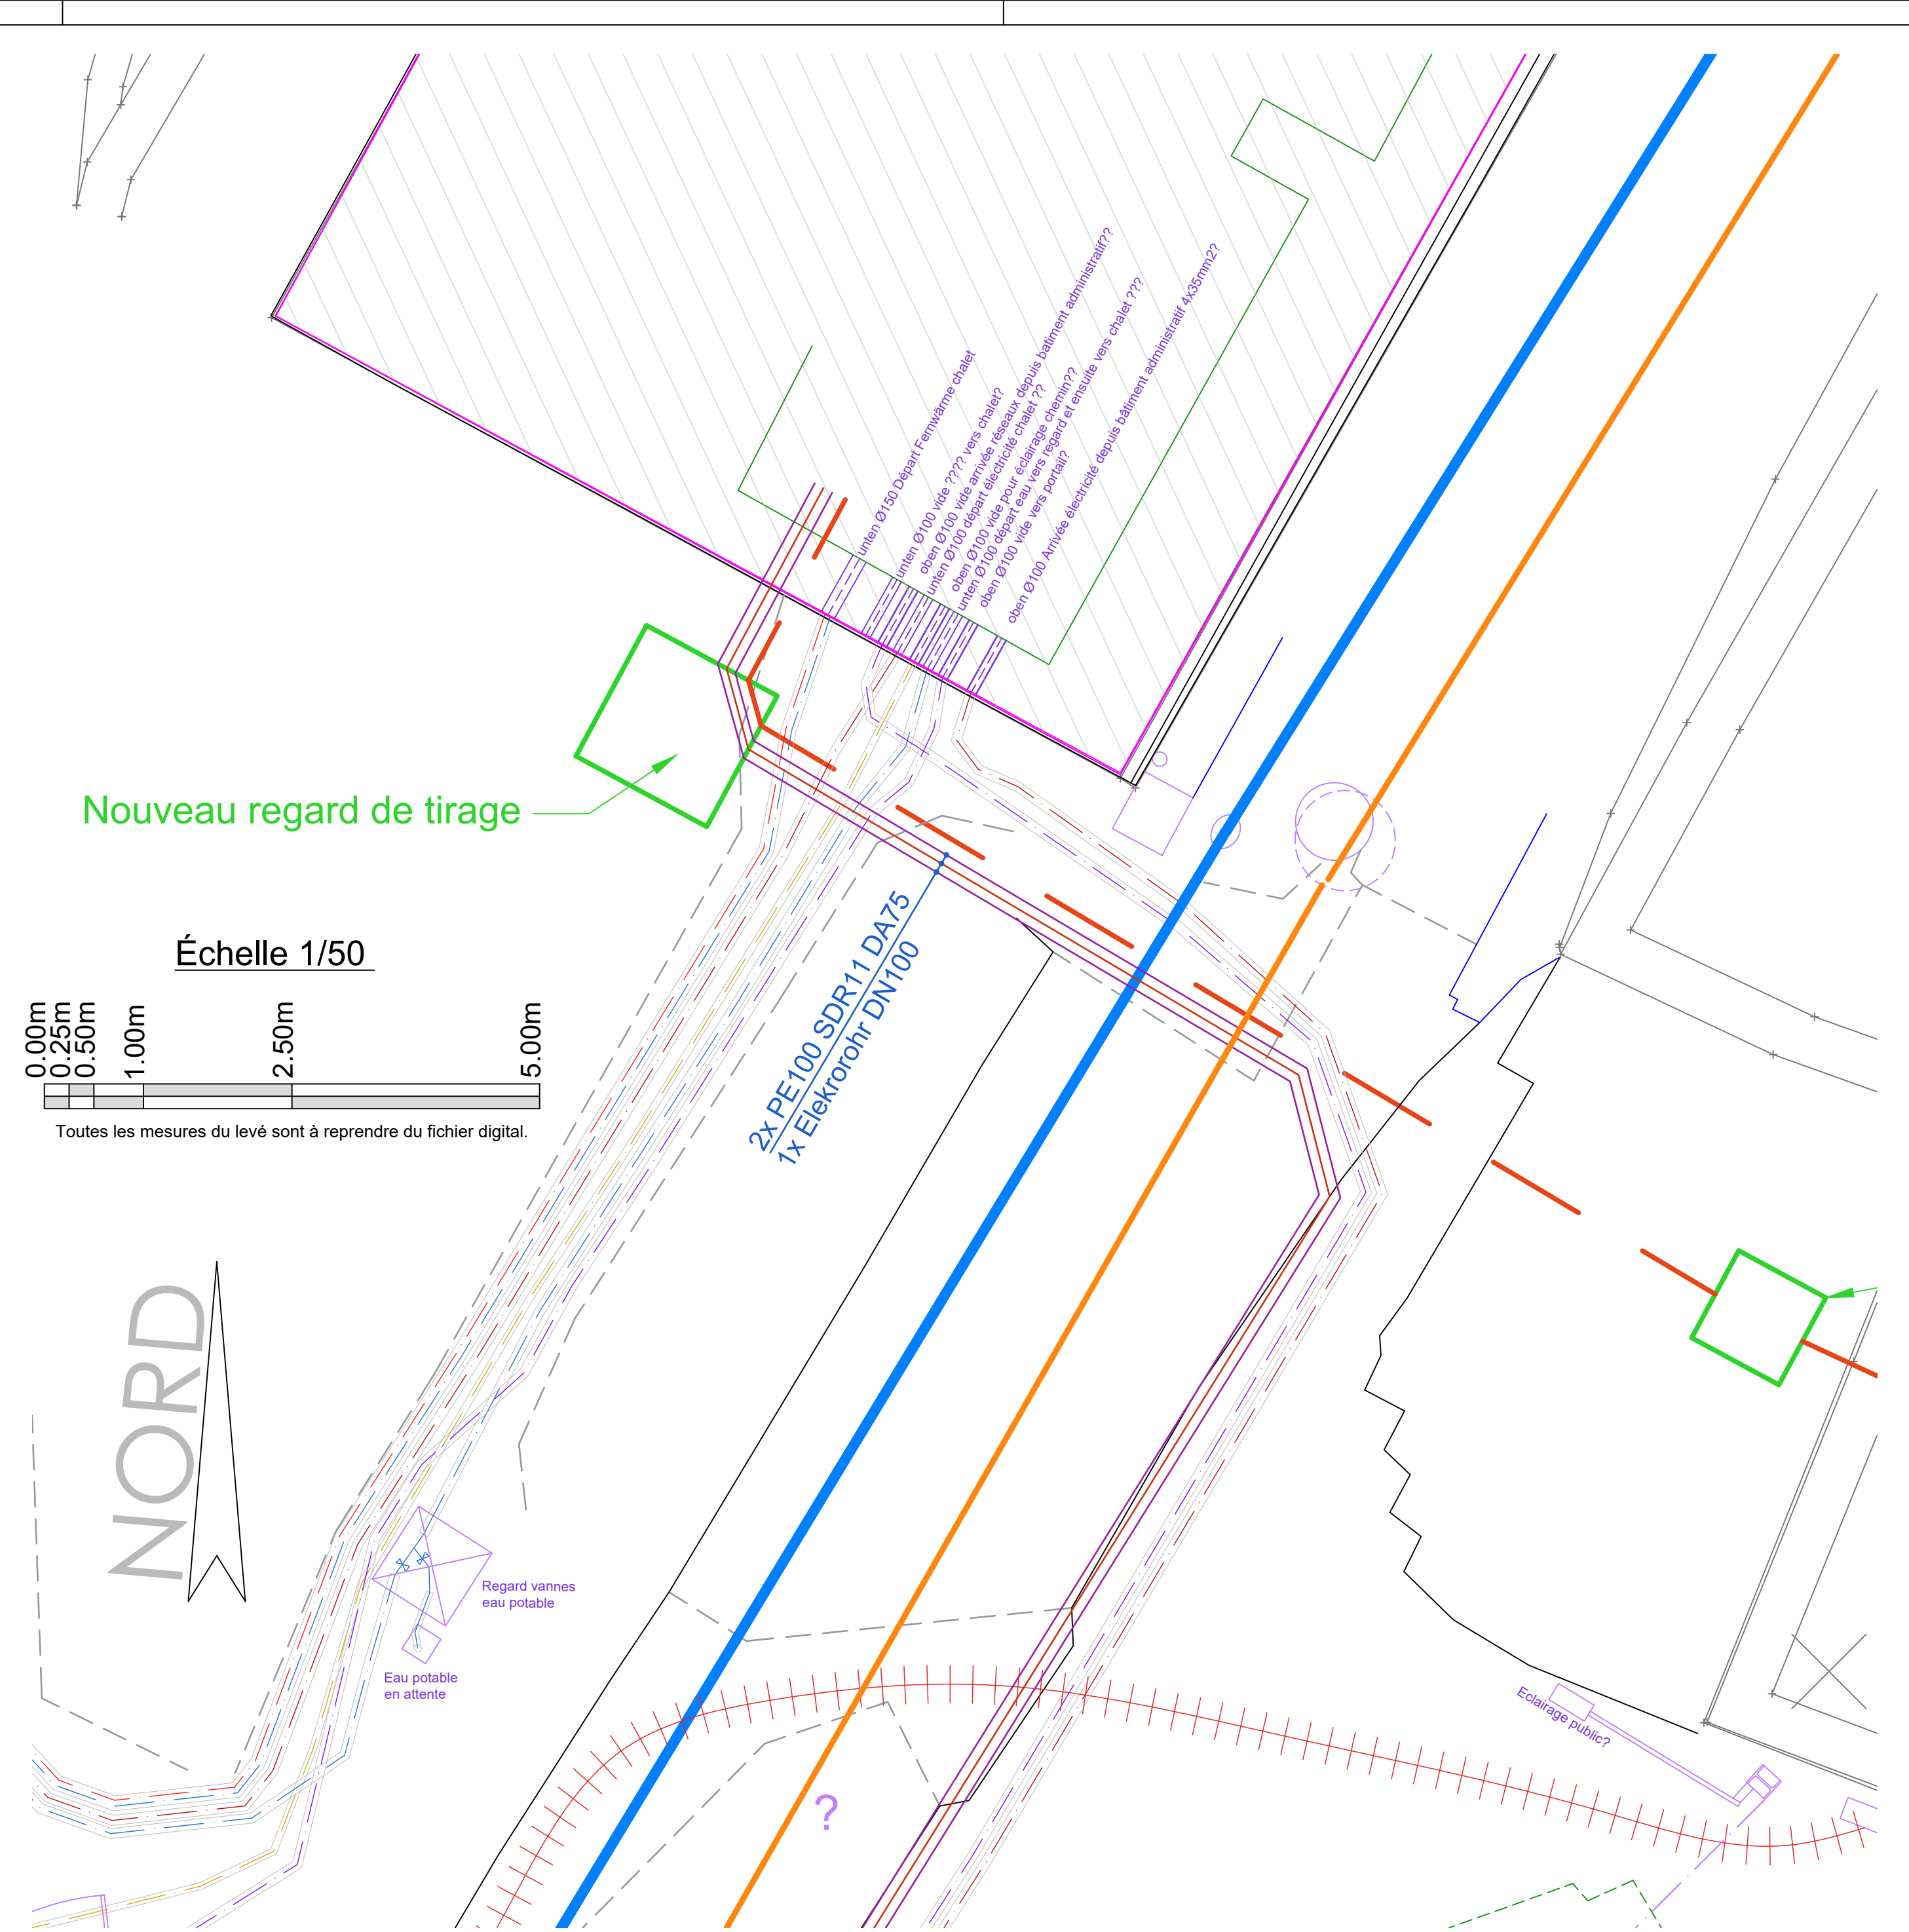 unten Ø150 Départ Fernwärme chalet
unten Ø100 vide ???? vers chalet?
oben Ø100 vide arrivée réseaux depuis batiment administratif??
unten Ø100 départ électricité chalet ??
oben Ø100 vide pour éclairage chemin??
unten Ø100 départ eau vers regard et ensuite vers chalet ???
oben Ø100 vide vers portail?
oben Ø100 Arrivée électricité depuis bâtiment administratif 4x35mm2?
Nouveau regard de tirage
2x PE100 SDR11 DA75
1x Elekrorohr DN100
Échelle 1/50
0.00m
0.25m
0.50m
1.00m
2.50m
5.00m
Toutes les mesures du levé sont à reprendre du fichier digital.
NORD
Regard vannes
eau potable
Eau potable
en attente
Eclairage public?
?